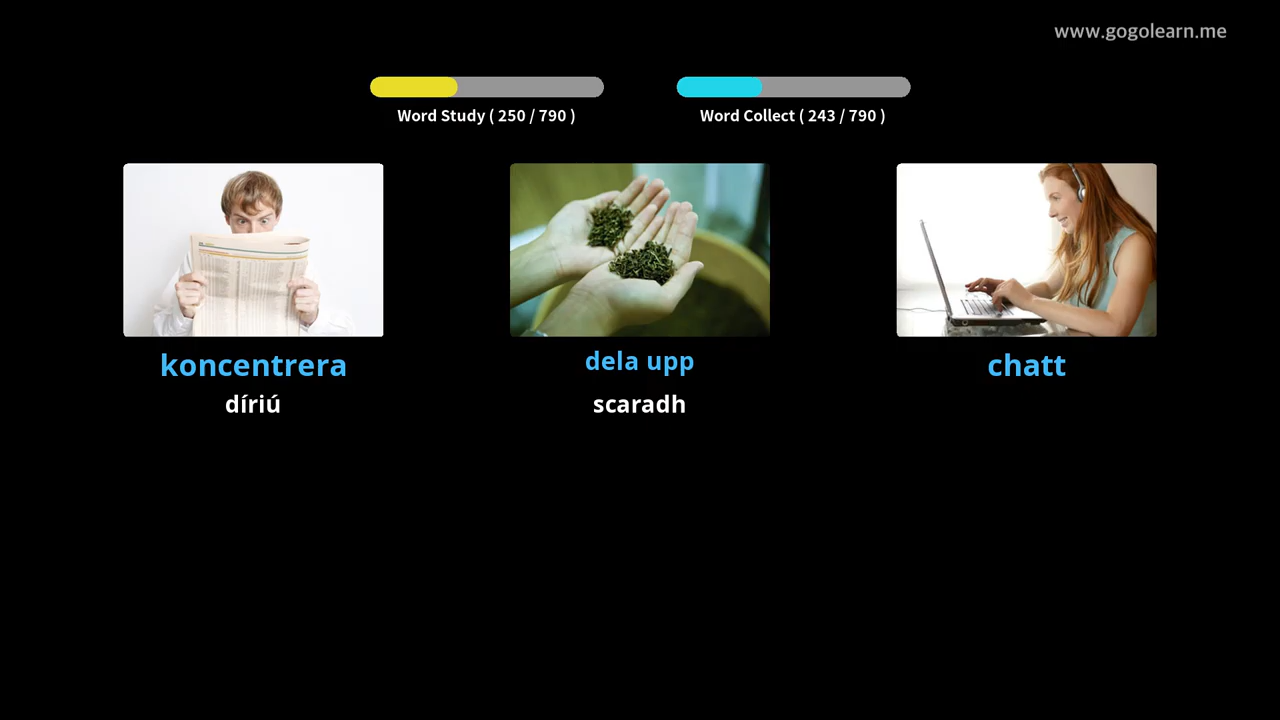 www.gogolearn.me
Word Study ( 250 / 790 )
Word Collect ( 243 / 790 )
koncentrera
díriú
dela upp
scaradh
chatt